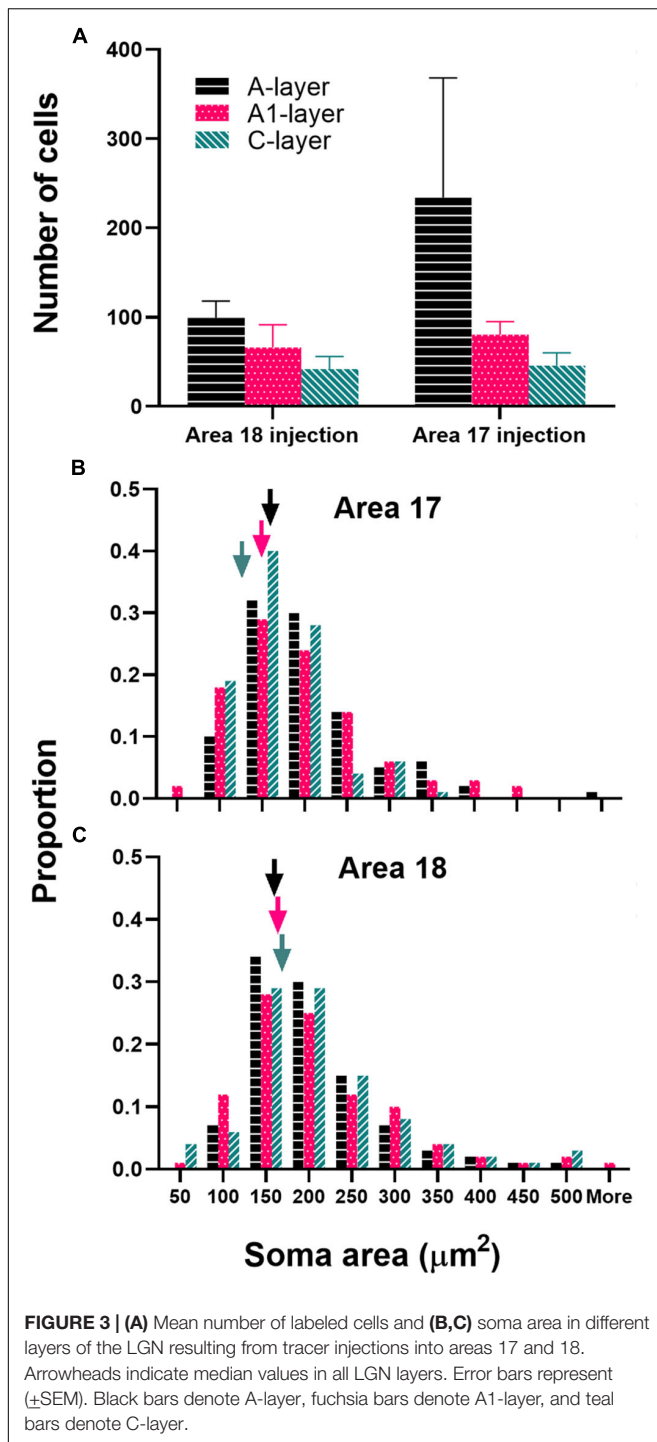 A
400
300
200
100
0
Number of cells
A-layer
A1-layer
C-layer
Area 18 injection Area 17 injection
B
0.5
0.4
0.3
0.2
0.1
0.0
Area 17
Proportion
C
0.5
0.4
0.3
0.2
0.1
0.0
Area 18
50 100 150 200 250 300 350 400 450 500 More
Soma area (µm²)
FIGURE 3 | (A) Mean number of labeled cells and (B,C) soma area in different
layers of the LGN resulting from tracer injections into areas 17 and 18.
Arrowheads indicate median values in all LGN layers. Error bars represent
(±SEM). Black bars denote A-layer, fuchsia bars denote A1-layer, and teal
bars denote C-layer.